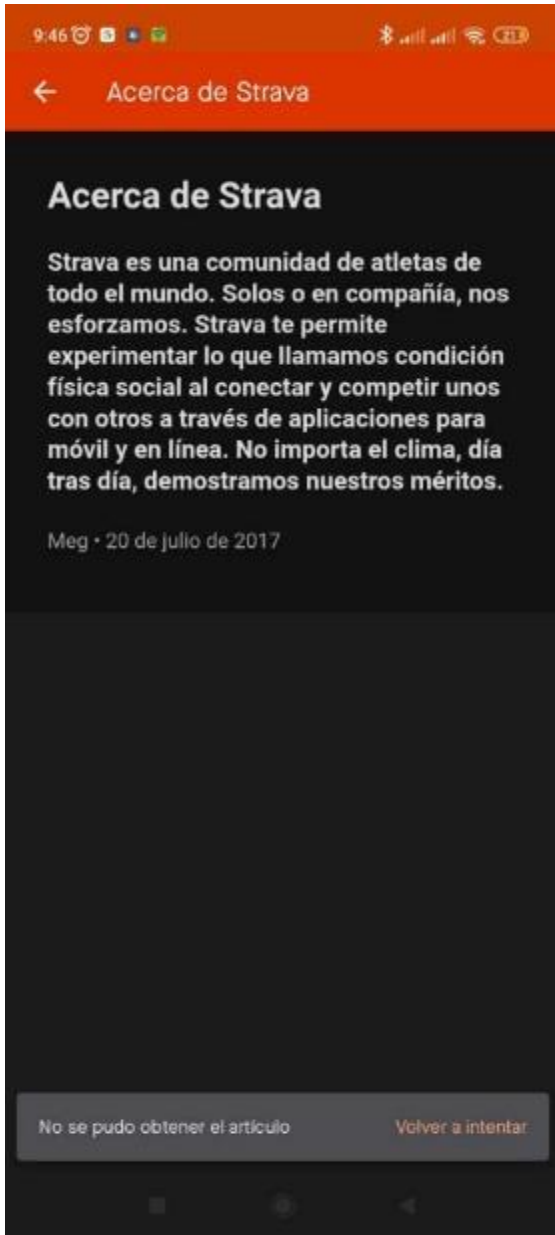 9:46
Acerca de Strava
Acerca de Strava
Strava es una comunidad de atletas de
todo el mundo. Solos o en compañía, nos
esforzamos. Strava te permite
experimentar lo que llamamos condición
física social al conectar y competir unos
con otros a través de aplicaciones para
móvil y en línea. No importa el clima, día
tras día, demostramos nuestros méritos.
Meg • 20 de julio de 2017
No se pudo obtener el artículo Volver a intentar